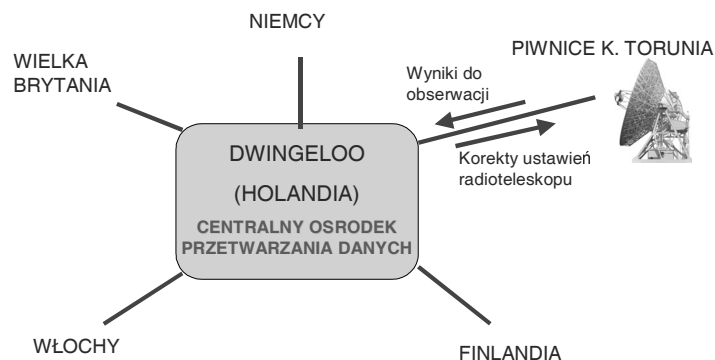 NIEMCY
PIWNICE K. TORUNIA
WIELKA
BRYTANIA
Wyniki do
obserwacji
DWINGELOO
(HOLANDIA)
CENTRALNY OSRODEK
PRZETWARZANIA DANYCH
Korekty ustawień
radioteleskopu
WŁOCHY
FINLANDIA